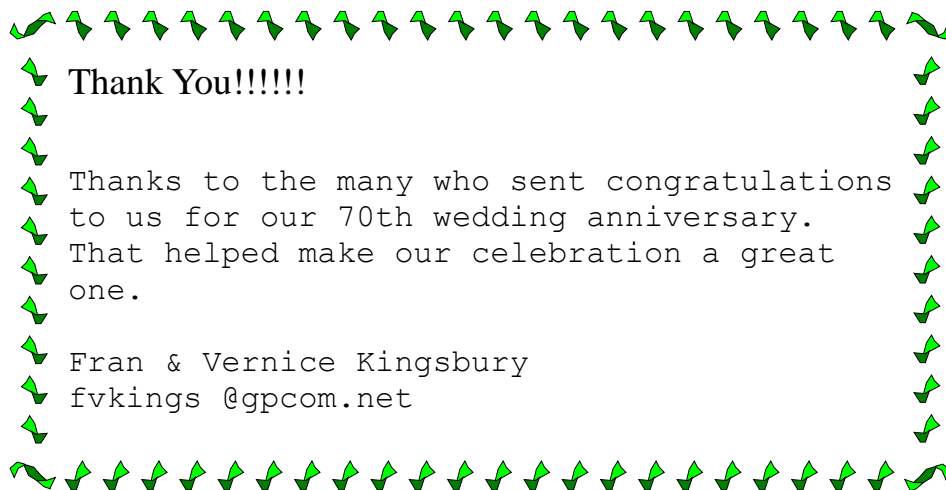 Thank You!!!!!!
Thanks to the many who sent congratulations
to us for our 70th wedding anniversary.
That helped make our celebration a great
one.
Fran & Vernice Kingsbury
fvkings @gpcom.net